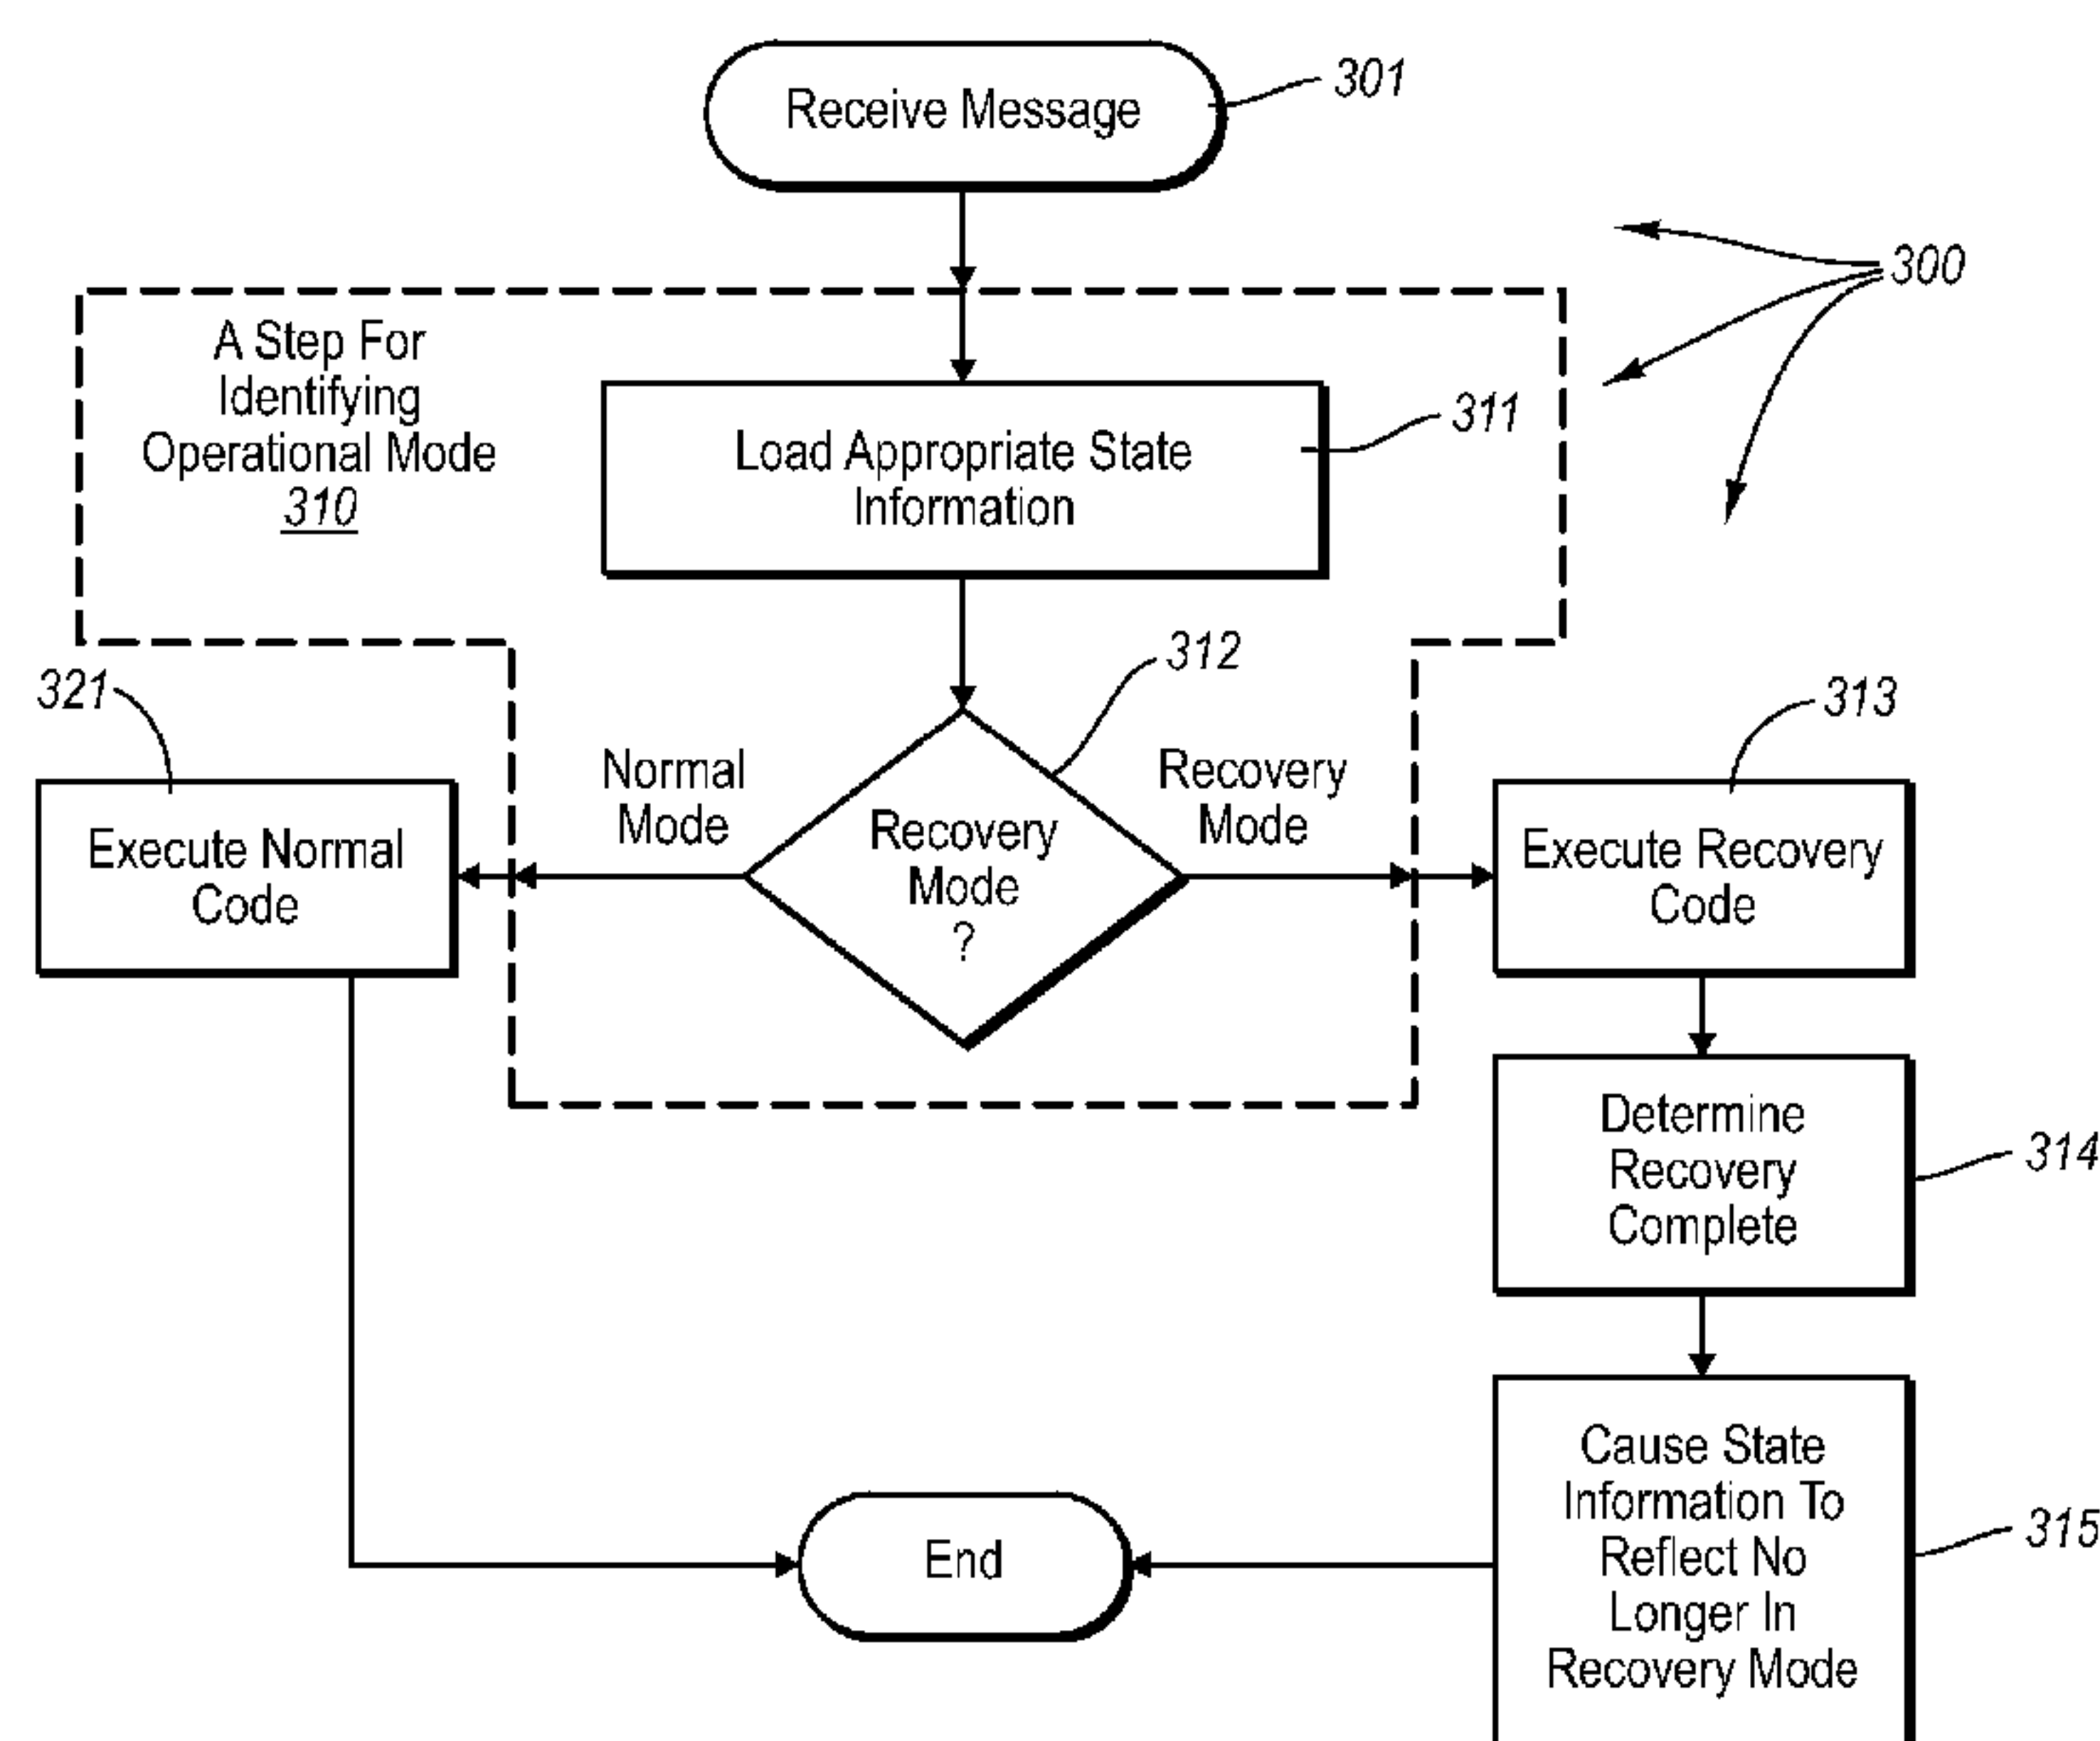 Receive Message
301
300
A Step For
Identifying
Operational Mode
310
Load Appropriate State
Information
311
312
321
Normal
Mode
Recovery
Mode
Recovery
Mode
?
313
Execute Normal
Code
Execute Recovery
Code
Determine
Recovery
Complete
314
Cause State
Information To
Reflect No
Longer In
Recovery Mode
315
End